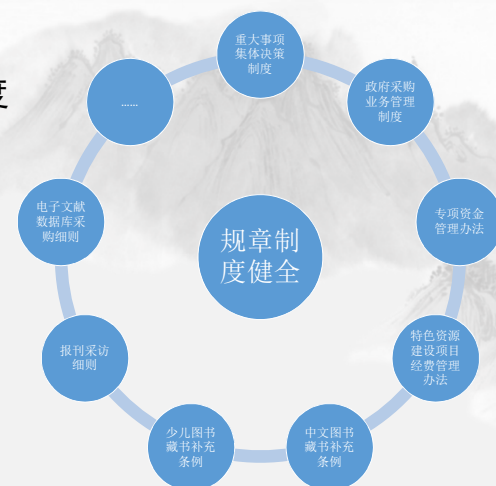 度
规章制
度健全
重大事项
集体决策
制度
政府采购
业务管理
制度
专项资金
管理办法
特色资源
建设项目
经费管理
办法
中文图书
藏书补充
条例
少儿图书
藏书补充
条例
报刊采访
细则
电子文献
数据库采
购细则
……